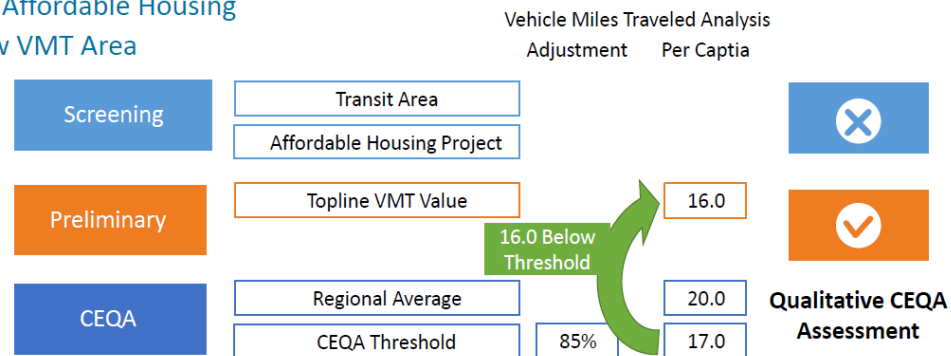 Affordable Housing
w VMT Area
Vehicle Miles Traveled Analysis
Adjustment Per Captia
Screening
Transit Area
Affordable Housing Project
Preliminary
Topline VMT Value
16.0
16.0 Below
Threshold
CEQA
Regional Average
20.0
CEQA Threshold
85%
17.0
Qualitative CEQA
Assessment